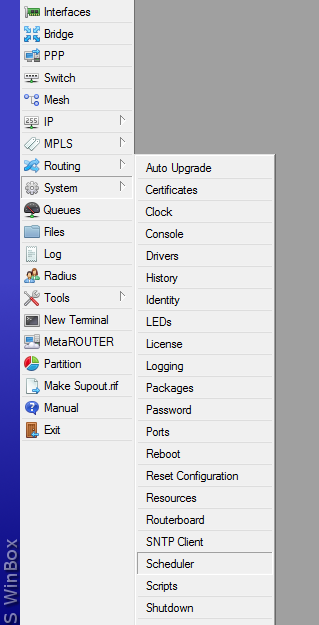 Interfaces
Bridge
PPP
Switch
Mesh
IP
MPLS
Routing
System
Queues
Files
Log
Radius
Tools
New Terminal
MetaROUTER
Partition
Make Supout.rif
Manual
Exit
Auto Upgrade
Certificates
Clock
Console
Drivers
History
Identity
LEDs
License
Logging
Packages
Password
Ports
Reboot
Reset Configuration
Resources
Routerboard
SNTP Client
Scheduler
Scripts
Shutdown
S WinBox
255